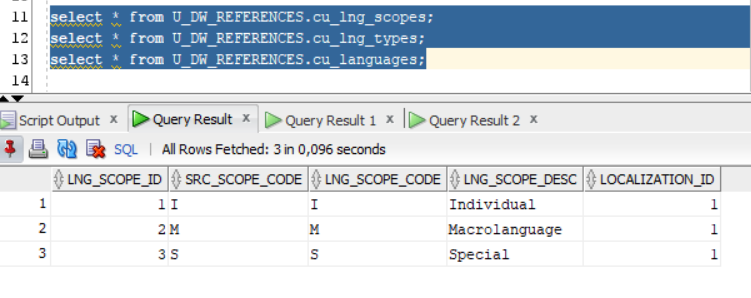 11 select * from U_DW_REFERENCES.cu_lng_scopes;
12 select * from U_DW_REFERENCES.cu_lng_types;
13 select * from U_DW_REFERENCES.cu_languages;
14
Script Output x Query Result x Query Result 1 x Query Result 2 x
SQL | All Rows Fetched: 3 in 0,096 seconds
LNG_SCOPE_ID SRC_SCOPE_CODE LNG_SCOPE_CODE LNG_SCOPE_DESC LOCALIZATION_ID
1 1 I I Individual 1
2 2 M M Macrolanguage 1
3 3 S S Special 1